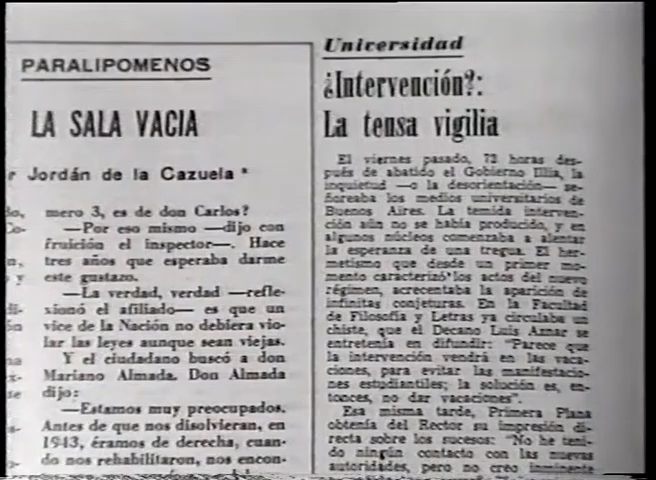 PARALIPOMENOS
LA SALA VACIA
r Jordán de la Cazuela *
do, mero 3, es de don Carlos?
Co- —Por eso mismo —dijo con
fruición el inspector—. Hace
n, tres años que esperaba darme
y este gustazo.
—La verdad, verdad —refle-
di- xionó el afiliado— es que un
ón vice de la Nación no debiera vio-
lar las leyes aunque sean viejas.
na Y el ciudadano buscó a don
x- Mariano Almada. Don Almada
se dijo:
—Estamos muy preocupados.
s- Antes de que nos disolvieran, en
1943, éramos de derecha, cuan-
o- do nos rehabilitaron, nos encon-
Universidad
¿Intervención?:
La tensa vigilia
El viernes pasado, 72 horas des-
pués de abatido el Gobierno Illia, la
inquietud —o la desorientación— se-
ñoreaba los medios universitarios de
Buenos Aires. La temida interven-
ción aún no se había producido, y en
algunos núcleos comenzaba a alentar
la esperanza de una tregua. El her-
metismo que desde un primer mo-
mento caracterizó los actos del nuevo
régimen, acrecentaba la aparición de
infinitas conjeturas. En la Facultad
de Filosofía y Letras ya circulaba un
chiste, que el Decano Luis Aznar se
entretenía en difundir: "Parece que
la intervención vendrá en las vaca-
ciones, para evitar las manifestacio-
nes estudiantiles; la solución es, en-
tonces, no dar vacaciones".
Esa misma tarde, Primera Plana
obtenía del Rector su impresión di-
recta sobre los sucesos: "No he teni-
do ningún contacto con las nuevas
autoridades, pero no creo inminente